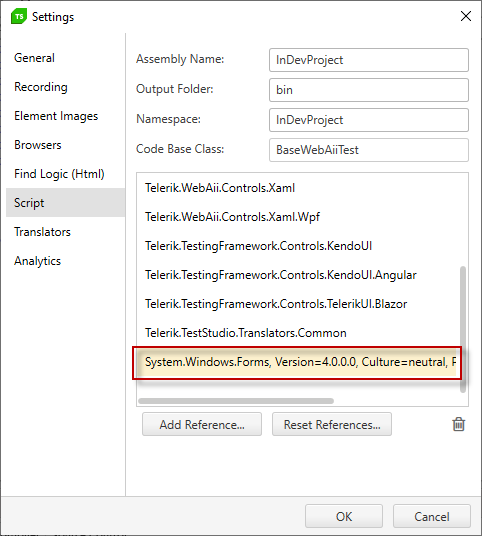 TS Settings
General
Recording
Element Images
Browsers
Find Logic (Html)
Script
Translators
Analytics
Assembly Name: InDevProject
Output Folder: bin
Namespace: InDevProject
Code Base Class: BaseWebAiiTest
Telerik.WebAii.Controls.Xaml
Telerik.WebAii.Controls.Xaml.Wpf
Telerik.TestingFramework.Controls.KendoUI
Telerik.TestingFramework.Controls.KendoUI.Angular
Telerik.TestingFramework.Controls.TelerikUI.Blazor
Telerik.TestStudio.Translators.Common
System.Windows.Forms, Version=4.0.0.0, Culture=neutral,
Add Reference... Reset References...
OK Cancel